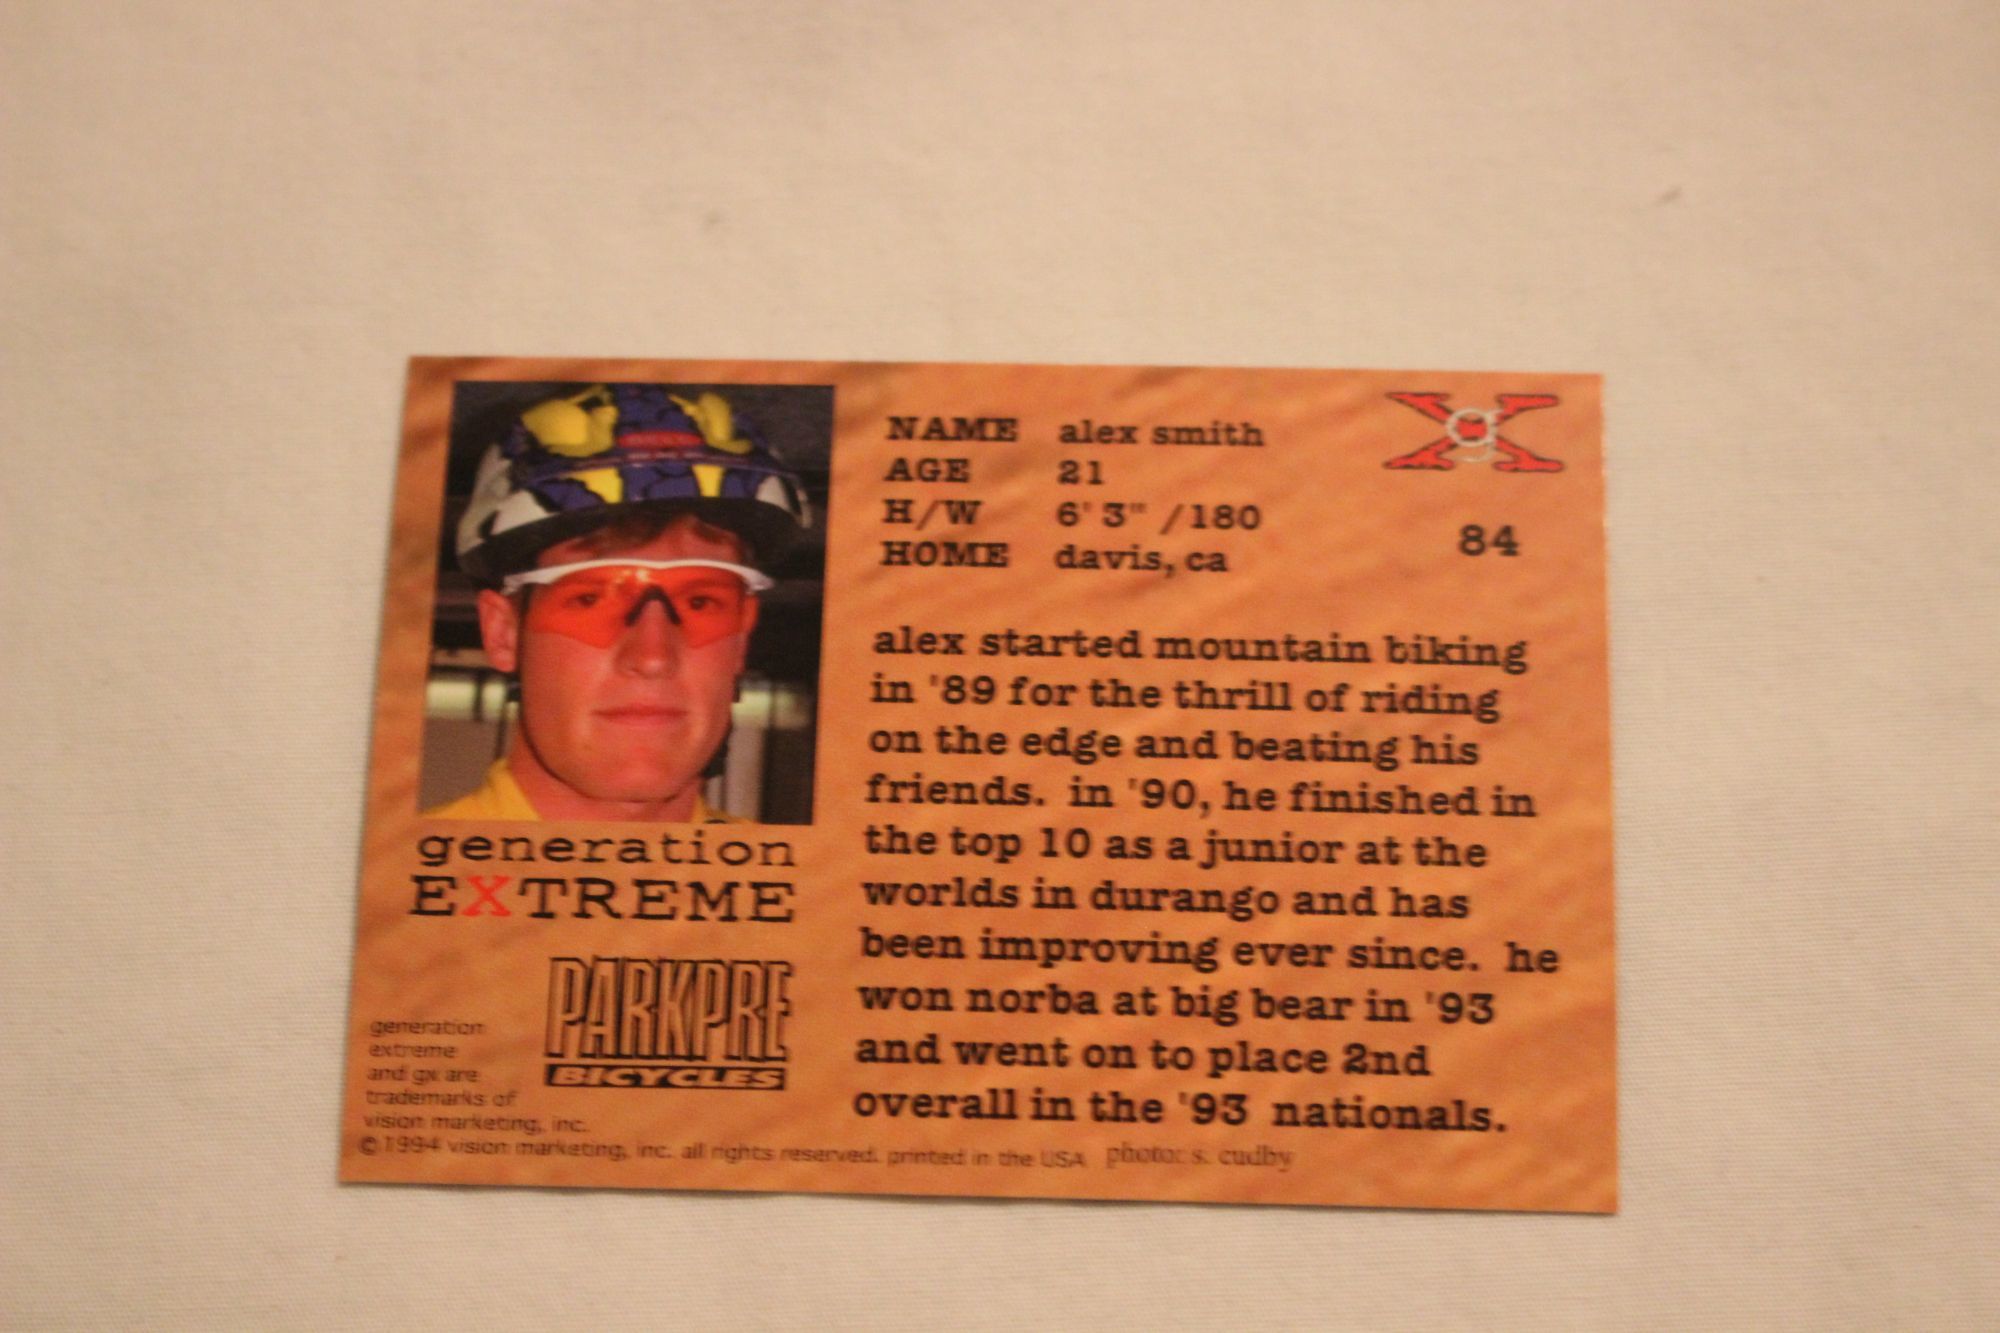 NAME alex smith
AGE 21
H/W 6' 3" /180
HOME davis, ca
X
g
84
alex started mountain biking
in '89 for the thrill of riding
on the edge and beating his
friends. in '90, he finished in
the top 10 as a junior at the
worlds in durango and has
been improving ever since. he
won norba at big bear in '93
and went on to place 2nd
overall in the '93 nationals.
generation
EXTREME
PARKPRE
BICYCLES
generation
extreme
and gx are
trademarks of
vision marketing, inc.
©1994 vision marketing, inc. all rights reserved. printed in the USA photo: s. cudby